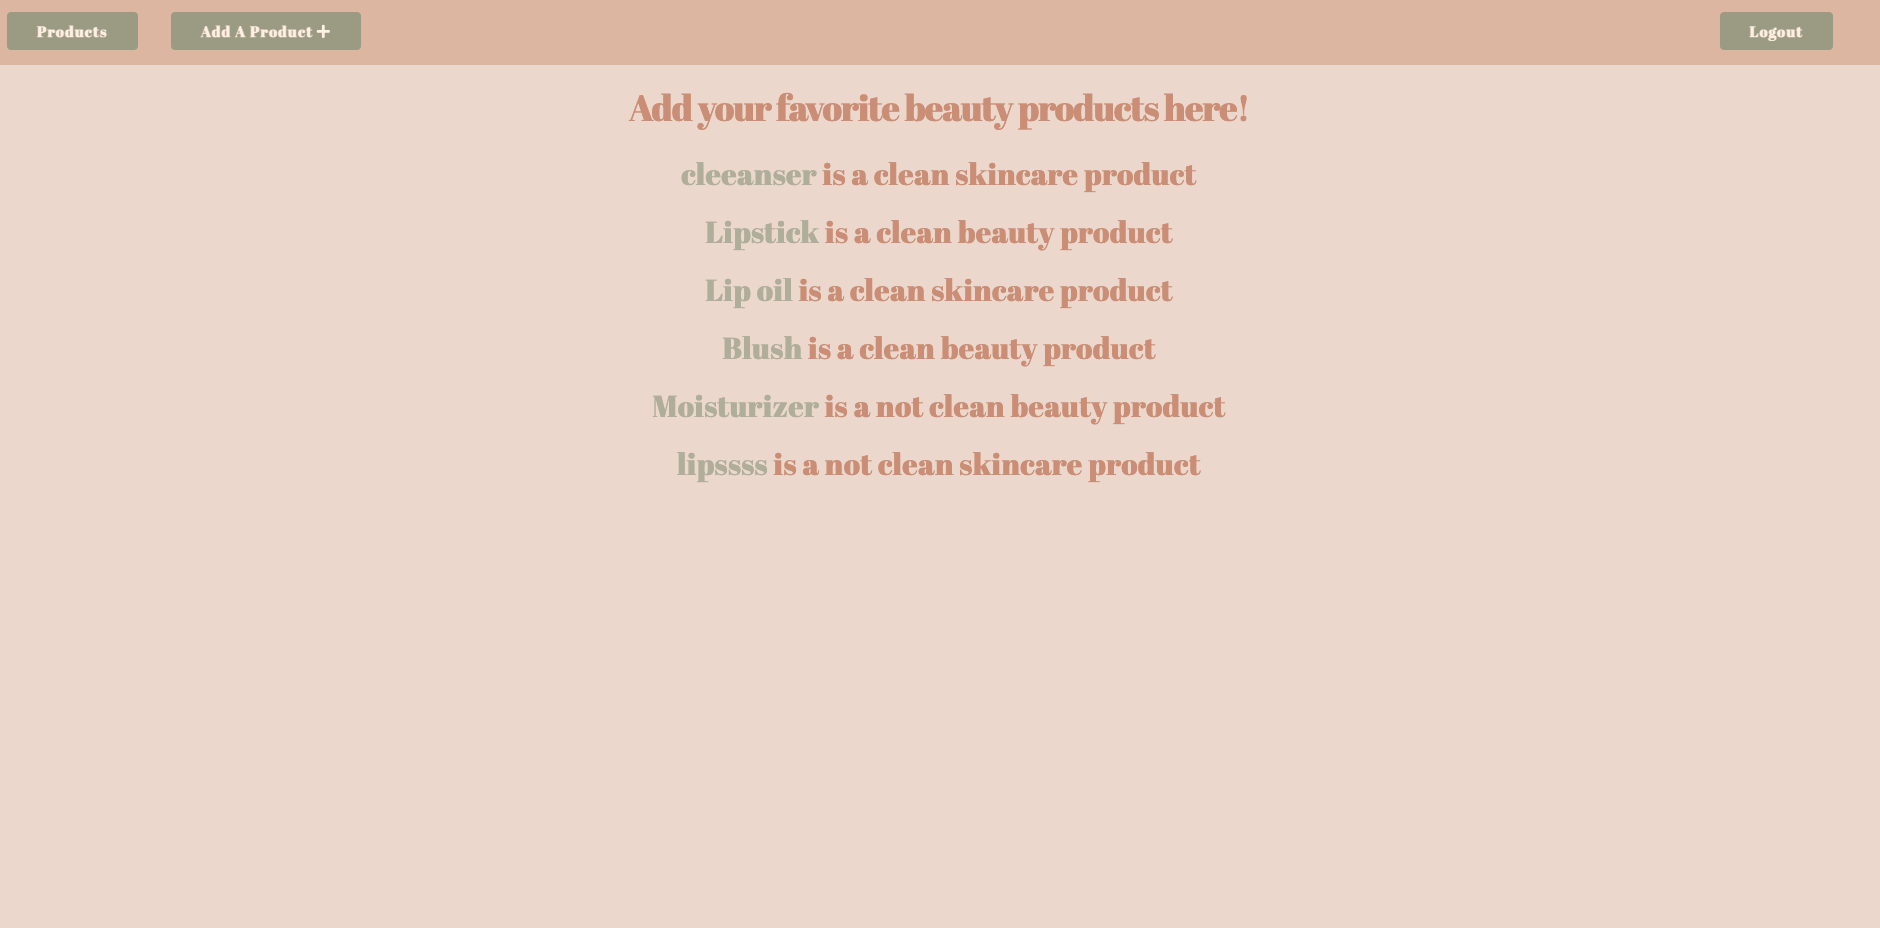 Products
Add A Product +
Logout
Add your favorite beauty products here!
cleeanser is a clean skincare product
Lipstick is a clean beauty product
Lip oil is a clean skincare product
Blush is a clean beauty product
Moisturizer is a not clean beauty product
lipssss is a not clean skincare product